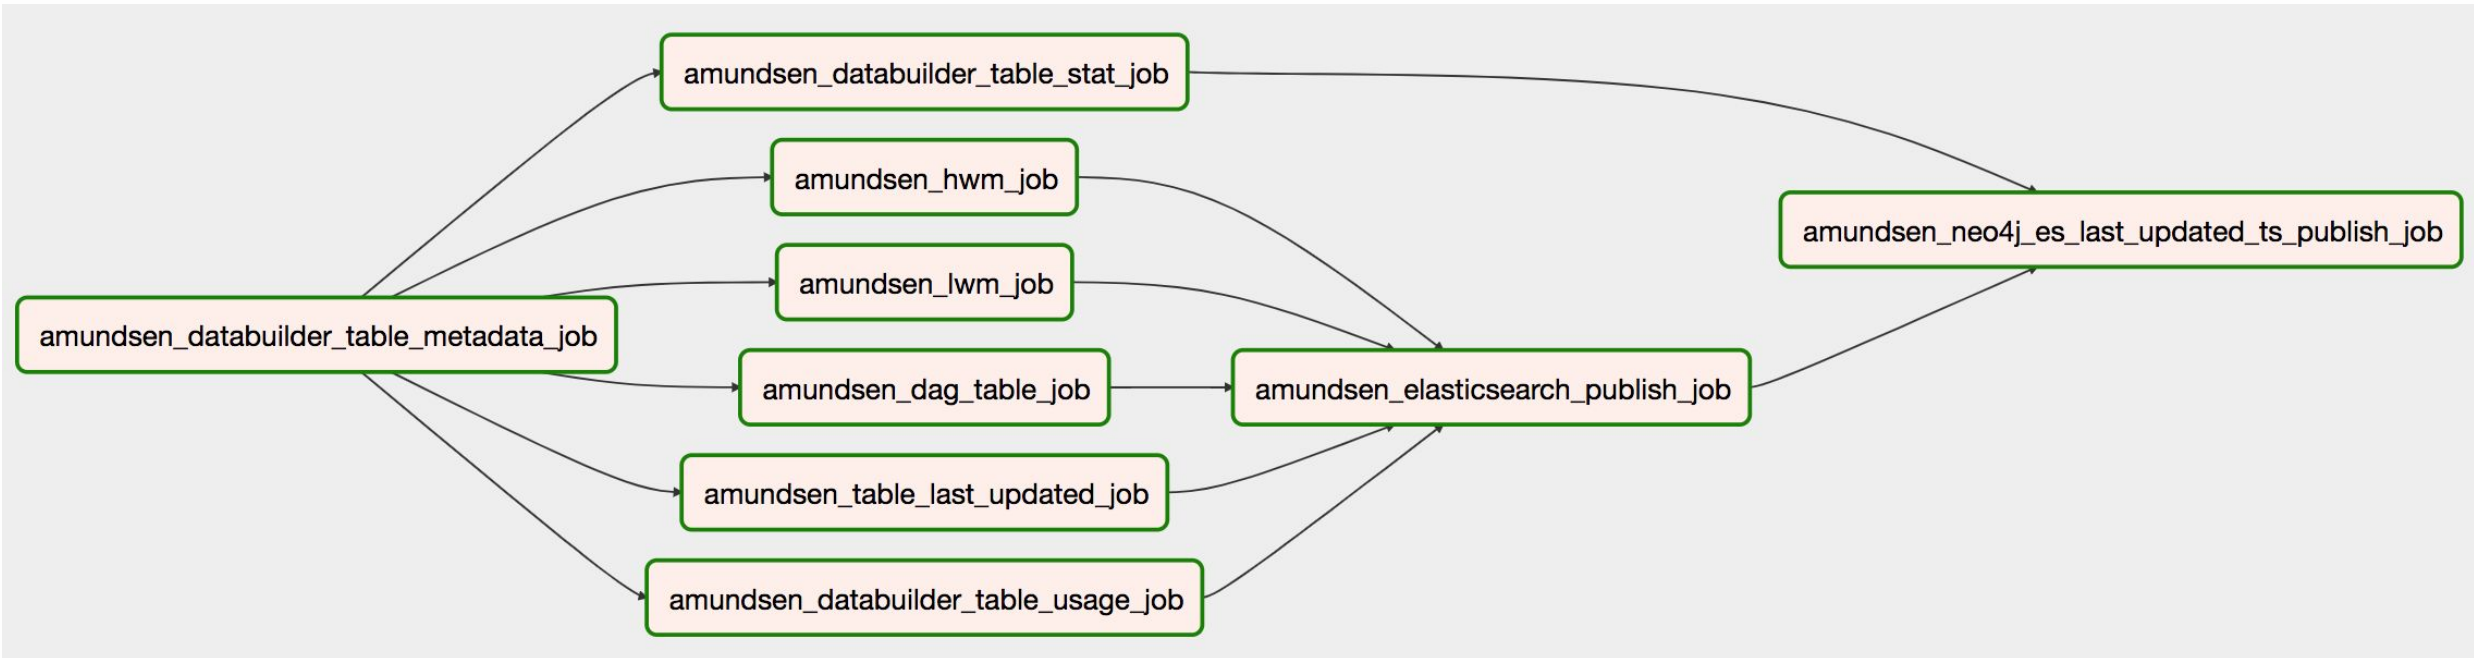 amundsen_databuilder_table_stat_job
amundsen_hwm_job
amundsen_neo4j_es_last_updated_ts_publish_job
amundsen_lwm_job
amundsen_databuilder_table_metadata_job
amundsen_dag_table_job
amundsen_elasticsearch_publish_job
amundsen_table_last_updated_job
amundsen_databuilder_table_usage_job